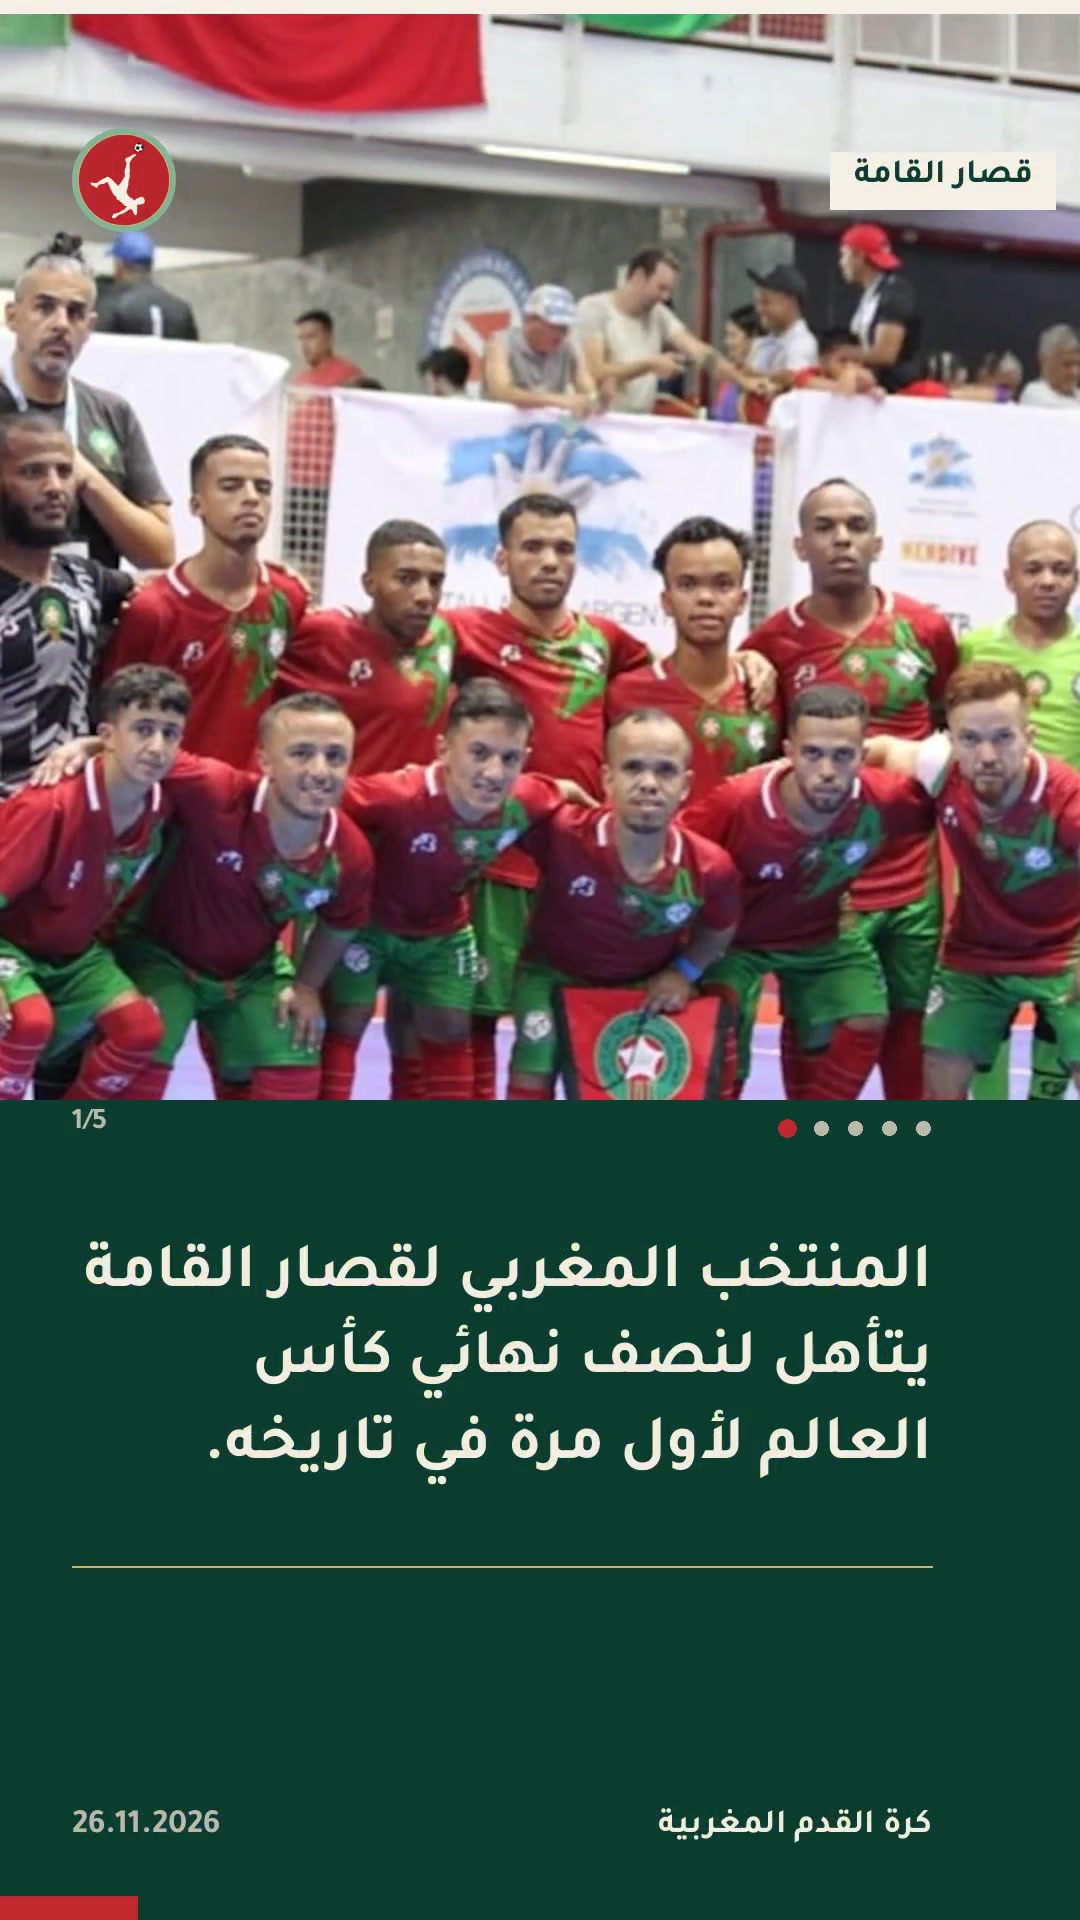 قصار القامة
HERDIVE
1/5
المنتخب المغربي لقصار القامة
يتأهل لنصف نهائي كأس
العالم لأول مرة في تاريخه.
26.11.2026
كرة القدم المغربية